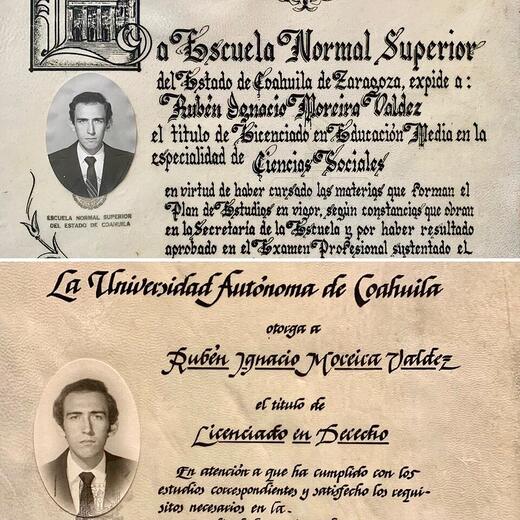 La Escuela Normal Superior
del Estado de Coahuila de Zaragoza, expide a:
Rubén Ignacio Moreira Valdez
el titulo de Licenciado en Educación Media en la
especialidad de Ciencias Sociales
en virtud de haber cursado las materias que forman el
Plan de Estudios en vigor, según constancias que obran
en la Secretaria de la Escuela y por haber resultado
aprobado en el Examen Profesional sustentado el
ESCUELA NORMAL SUPERIOR
DEL ESTADO DE COAHUILA
La Universidad Autónoma de Coahuila
otorga a
Rubén Ignacio Moreira Valdez
el titulo de
Licenciado en Derecho
En atención a que ha cumplido con los
estudios correspondientes y satisfecho los requi-
sitos necesarios en la